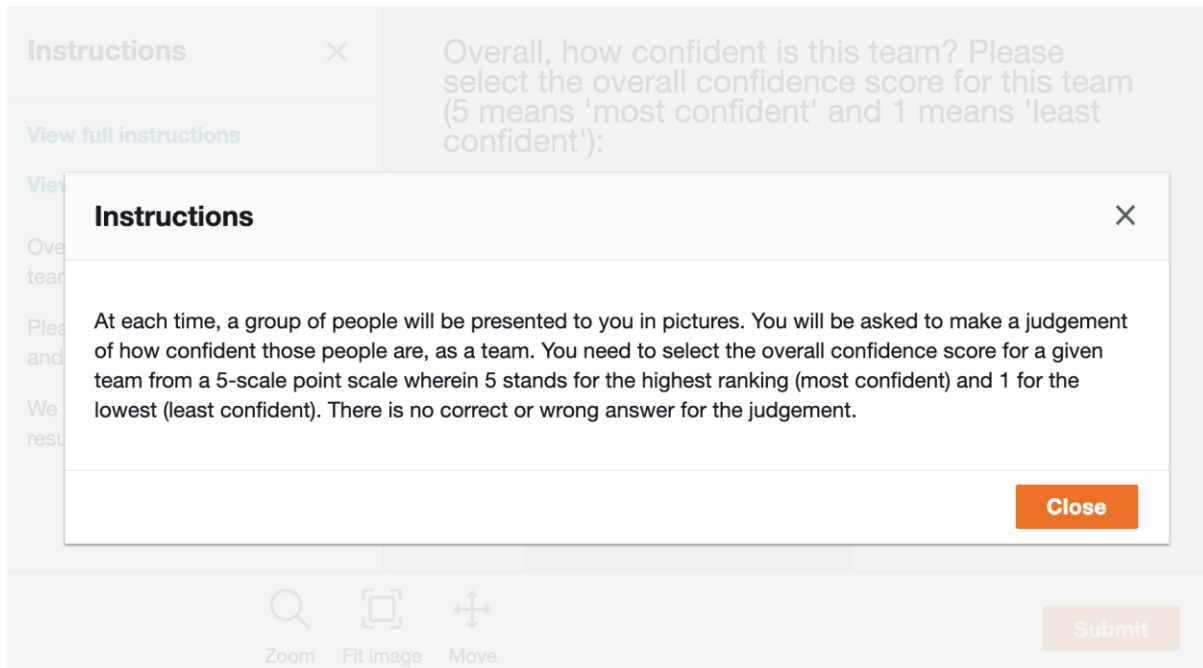 Instructions
Overall, how confident is this team? Please
select the overall confidence score for this team
(5 means 'most confident' and 1 means 'least
confident'):
View full instructions
Instructions
At each time, a group of people will be presented to you in pictures. You will be asked to make a judgement
of how confident those people are, as a team. You need to select the overall confidence score for a given
team from a 5-scale point scale wherein 5 stands for the highest ranking (most confident) and 1 for the
lowest (least confident). There is no correct or wrong answer for the judgement.
Close
We
Zoom
Fit image
Move
Submit